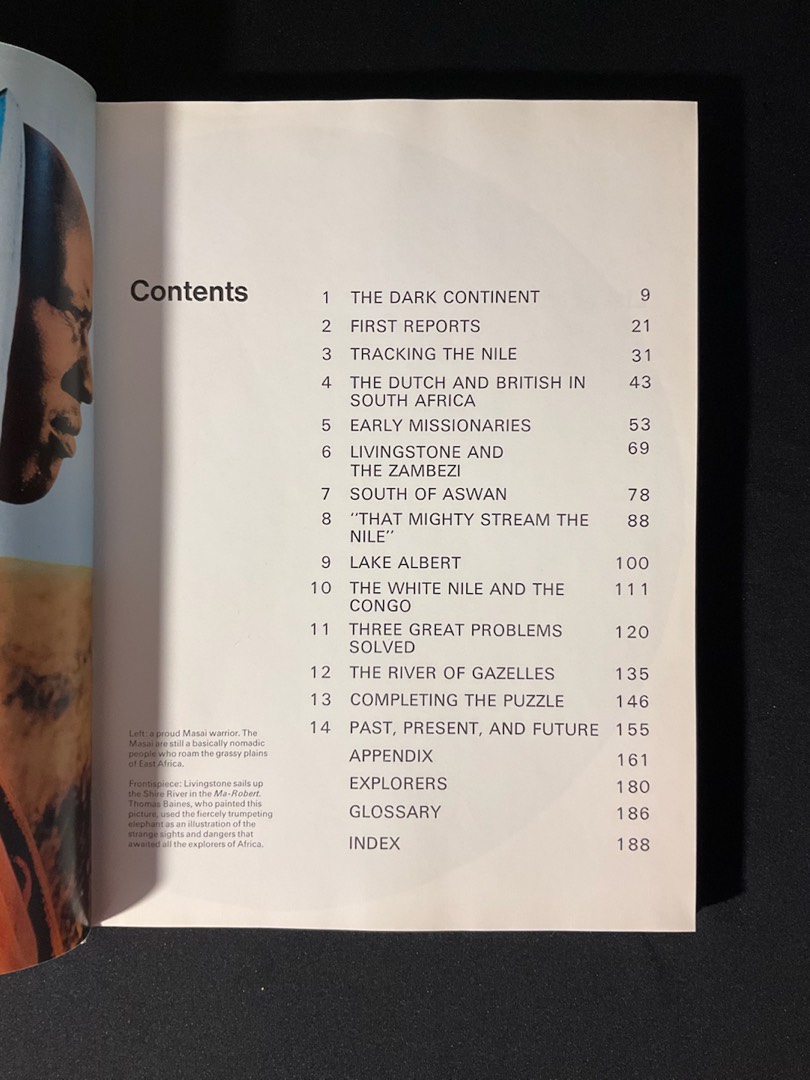 Contents
1 THE DARK CONTINENT 9
2 FIRST REPORTS 21
3 TRACKING THE NILE 31
4 THE DUTCH AND BRITISH IN 43
SOUTH AFRICA
5 EARLY MISSIONARIES 53
6 LIVINGSTONE AND 69
THE ZAMBEZI
7 SOUTH OF ASWAN 78
8 "THAT MIGHTY STREAM THE 88
NILE"
9 LAKE ALBERT 100
10 THE WHITE NILE AND THE 111
CONGO
11 THREE GREAT PROBLEMS 120
SOLVED
12 THE RIVER OF GAZELLES 135
13 COMPLETING THE PUZZLE 146
14 PAST, PRESENT, AND FUTURE 155
APPENDIX 161
EXPLORERS 180
GLOSSARY 186
INDEX 188
Left: a proud Masai warrior. The
Masai are still a basically nomadic
people who roam the grassy plains
of East Africa.
Frontispiece: Livingstone sails up
the Shire River in the Ma-Robert.
Thomas Baines, who painted this
picture, used the fiercely trumpeting
elephant as an illustration of the
strange sights and dangers that
awaited all the explorers of Africa.